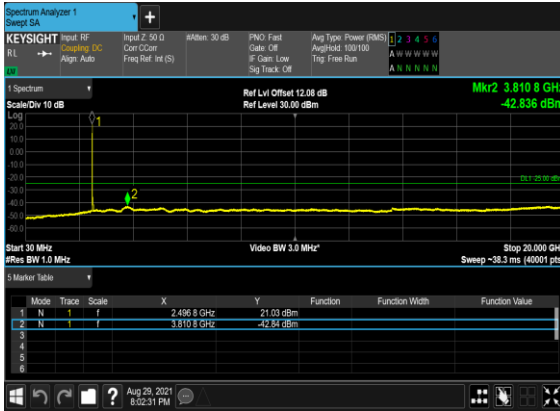 Spectrum Analyzer 1
Swept SA
+
KEYSIGHT Input: RF Input Z: 50 Ω #Atten: 30 dB PNO: Fast Avg Type: Power (RMS) 1 2 3 4 5 6
RL Coupling: DC Corr CCorr Gate: Off Avg|Hold: 100/100 A W W W W W
Align: Auto Freq Ref: Int (S) IF Gain: Low Trig: Free Run
Sig Track: Off A N N N N N
1 Spectrum Ref Lvl Offset 12.08 dB Mkr2 3.810 8 GHz
Scale/Div 10 dB Ref Level 30.00 dBm -42.836 dBm
Log
20.0
10.0
0.00
-10.0
-20.0
-30.0
-40.0
-50.0
-60.0
1
2
Start 30 MHz Video BW 3.0 MHz* Stop 20.000 GH
#Res BW 1.0 MHz Sweep ~38.3 ms (40001 pts
5 Marker Table
Mode Trace Scale X Y Function Function Width Function Value
1 N 1 f 2.496 8 GHz 21.03 dBm
2 N 1 f 3.810 8 GHz -42.84 dBm
3
4
5
6
? Aug 29, 2021
8:02:31 PM